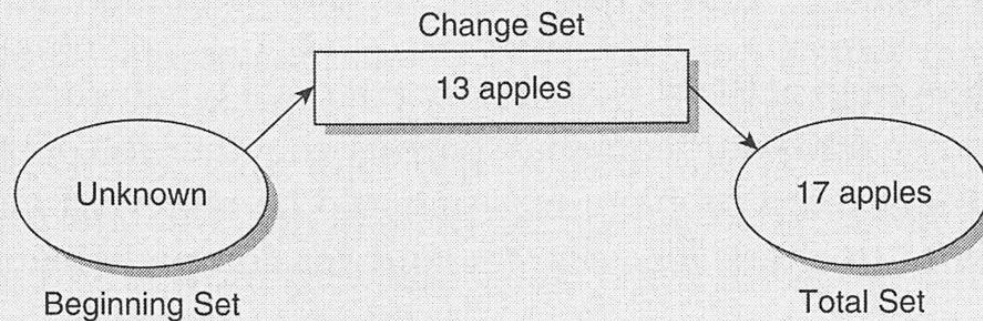 Change Set
13 apples
Unknown
17 apples
Beginning Set
Total Set